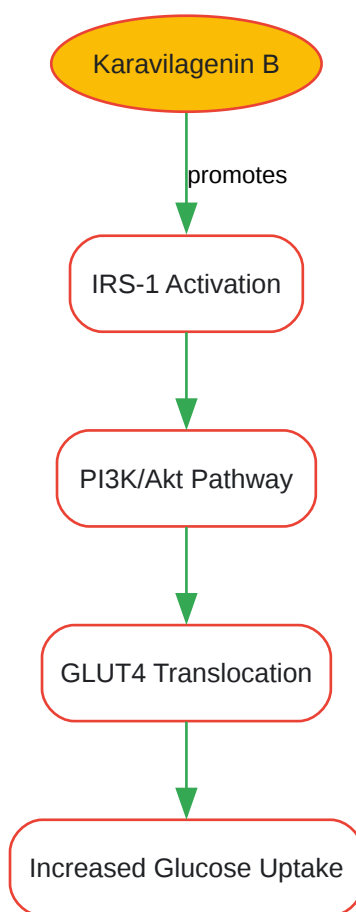 Karavilagenin B
promotes
IRS-1 Activation
PI3K/Akt Pathway
GLUT4 Translocation
Increased Glucose Uptake